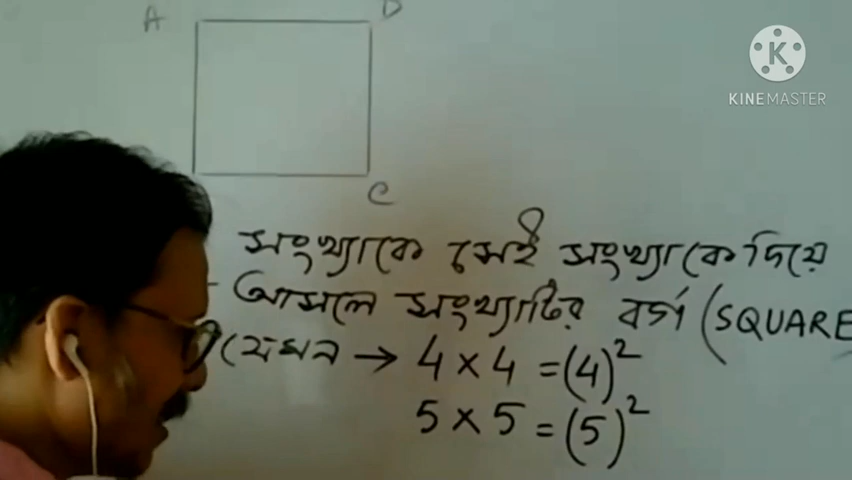 A
KINEMASTER
C
সংখ্যাকে সেই সংখ্যাকে দিয়ে
আসলে সংখ্যাটির বর্গ (SQUARE
যেমন → 4 × 4 = (4)²
5 × 5 = (5)²